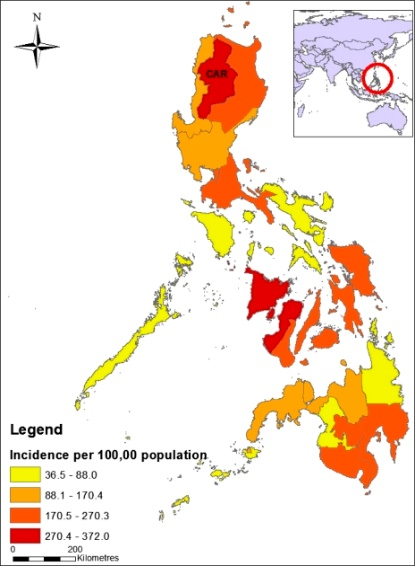 N
CAR
Legend
Incidence per 100,00 population
36.5 - 88.0
88.1 - 170.4
170.5 - 270.3
270.4 - 372.0
0 200
Kilometres